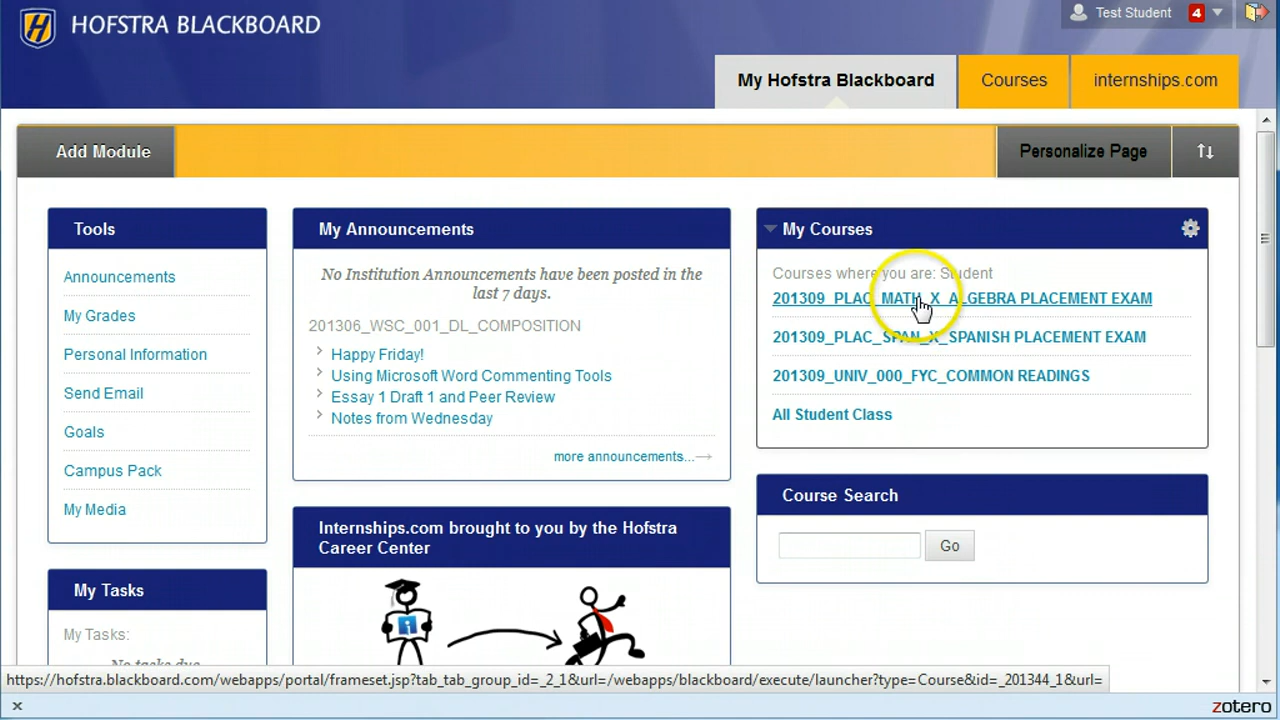 HOFSTRA BLACKBOARD
Test Student
4
My Hofstra Blackboard
Courses
internships.com
Add Module
Personalize Page
Tools
Announcements
My Grades
Personal Information
Send Email
Goals
Campus Pack
My Media
My Tasks
My Tasks:
No tasks due
My Announcements
No Institution Announcements have been posted in the
last 7 days.
201306_WSC_001_DL_COMPOSITION
Happy Friday!
Using Microsoft Word Commenting Tools
Essay 1 Draft 1 and Peer Review
Notes from Wednesday
more announcements...
Internships.com brought to you by the Hofstra
Career Center
My Courses
Courses where you are: Student
201309_PLAC_MATH_X_ALGEBRA PLACEMENT EXAM
201309_PLAC_SPAN_X_SPANISH PLACEMENT EXAM
201309_UNIV_000_FYC_COMMON READINGS
All Student Class
Course Search
Go
https://hofstra.blackboard.com/webapps/portal/frameset.jsp?tab_tab_group_id=_2_1&url=/webapps/blackboard/execute/launcher?type=Course&id=_201344_1&url=
zotero